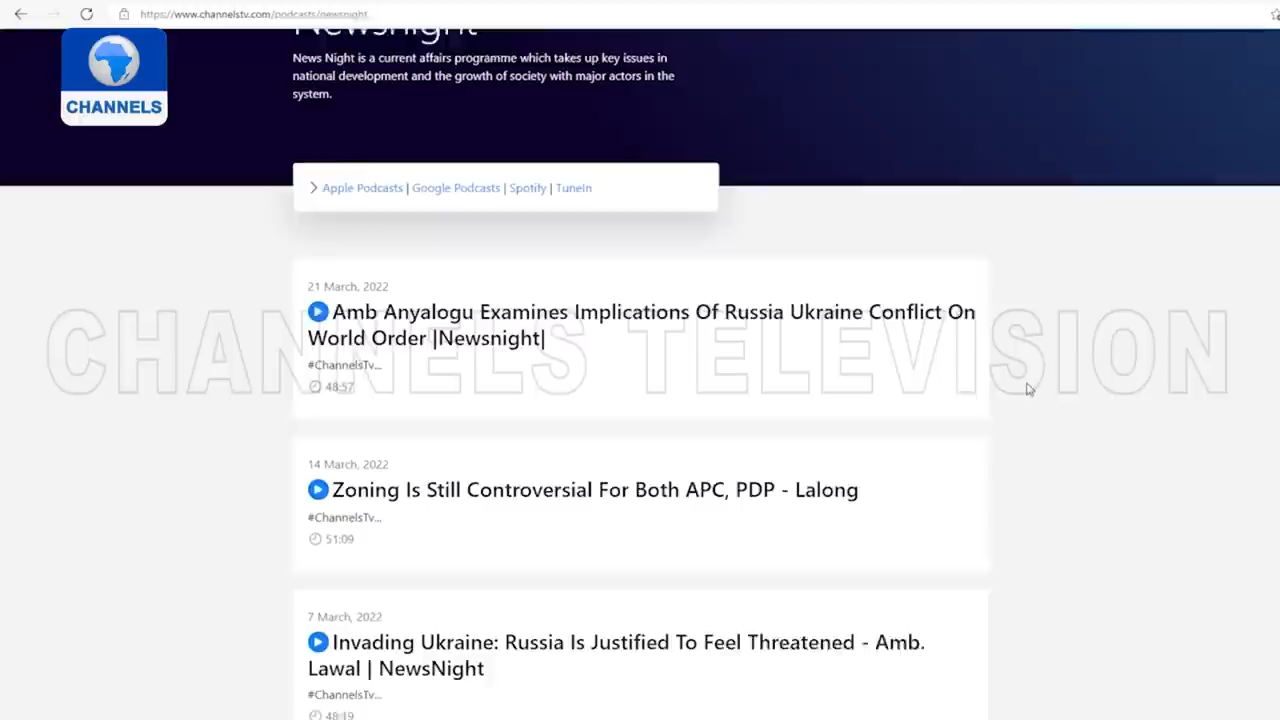 https://www.channelstv.com/podcasts/newsnight
Newsnight
News Night is a current affairs programme which takes up key issues in
national development and the growth of society with major actors in the
system.
CHANNELS
Apple Podcasts | Google Podcasts | Spotify | TuneIn
21 March, 2022
Amb Anyalogu Examines Implications Of Russia Ukraine Conflict On
World Order |Newsnight|
#ChannelsTv...
48:57
CHANNELS TELEVISION
14 March, 2022
Zoning Is Still Controversial For Both APC, PDP - Lalong
#ChannelsTv...
51:09
7 March, 2022
Invading Ukraine: Russia Is Justified To Feel Threatened - Amb.
Lawal | NewsNight
#ChannelsTv...
48:19